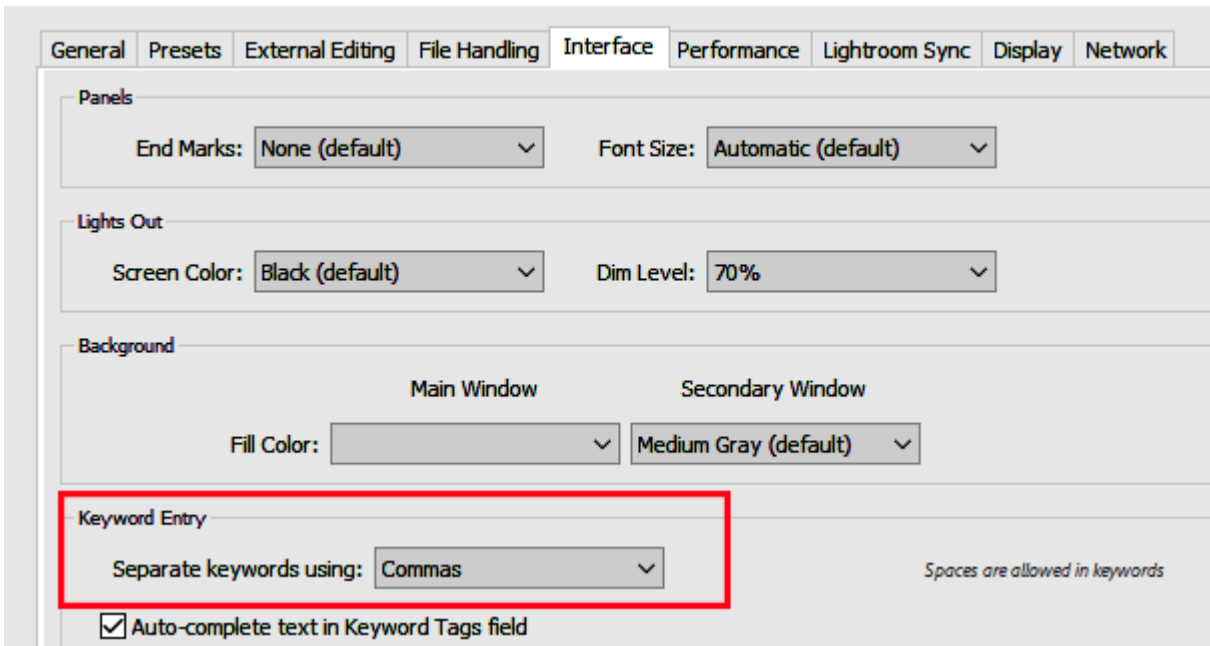 General Presets External Editing File Handling Interface Performance Lightroom Sync Display Network
Panels
End Marks: None (default) Font Size: Automatic (default)
Lights Out
Screen Color: Black (default) Dim Level: 70%
Background
Main Window Secondary Window
Fill Color: Medium Gray (default)
Keyword Entry
Separate keywords using: Commas Spaces are allowed in keywords
Auto-complete text in Keyword Tags field